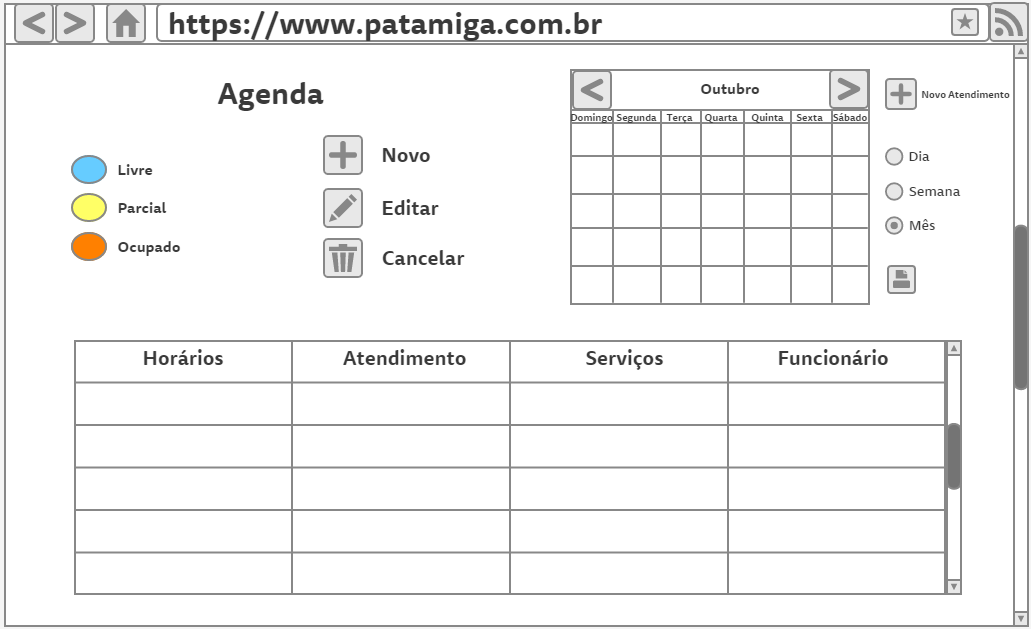 https://www.patamiga.com.br
Agenda
Livre
Parcial
Ocupado
Novo
Editar
Cancelar
Outubro
Domingo Segunda Terça Quarta Quinta Sexta Sábado
Novo Atendimento
Dia
Semana
Mês
Horários Atendimento Serviços Funcionário